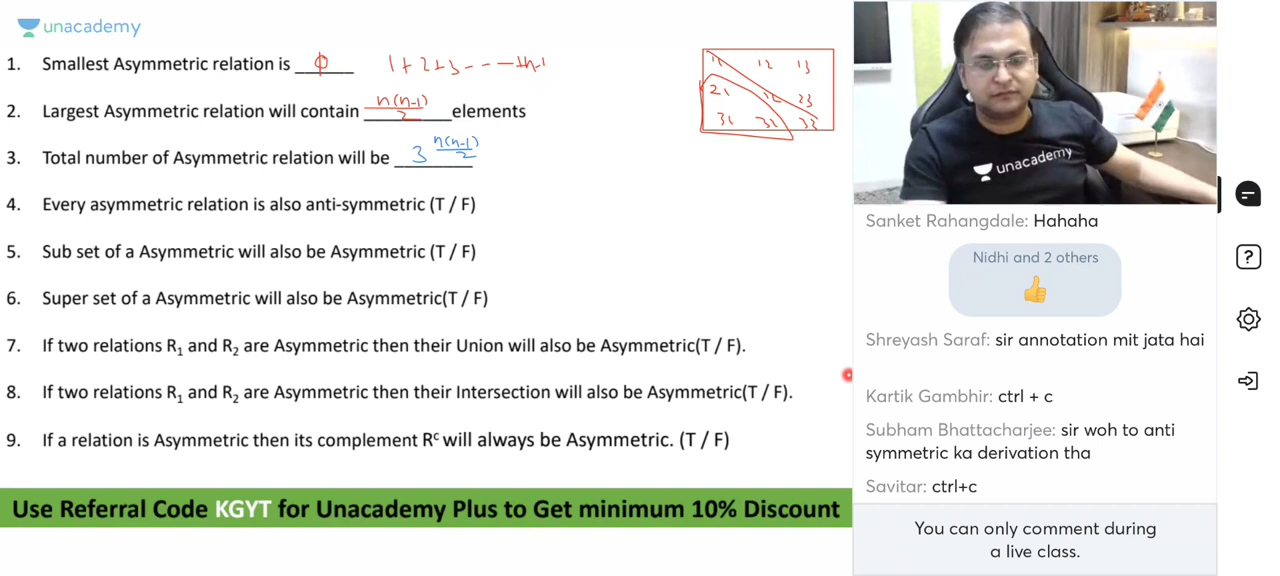 unacademy
1. Smallest Asymmetric relation is ϕ 1+2+3---—+n-1
2. Largest Asymmetric relation will contain n(n-1)/2 elements
3. Total number of Asymmetric relation will be 3 n(n-1)/2
4. Every asymmetric relation is also anti-symmetric (T / F)
5. Sub set of a Asymmetric will also be Asymmetric (T / F)
6. Super set of a Asymmetric will also be Asymmetric(T / F)
7. If two relations R1 and R2 are Asymmetric then their Union will also be Asymmetric(T / F).
8. If two relations R1 and R2 are Asymmetric then their Intersection will also be Asymmetric(T / F).
9. If a relation is Asymmetric then its complement Rc will always be Asymmetric. (T / F)
Use Referral Code KGYT for Unacademy Plus to Get minimum 10% Discount
11 12 13
21 22 23
31 32 33
unacademy
Sanket Rahangdale: Hahaha
Nidhi and 2 others
Shreyash Saraf: sir annotation mit jata hai
Kartik Gambhir: ctrl + c
Subham Bhattacharjee: sir woh to anti
symmetric ka derivation tha
Savitar: ctrl+c
You can only comment during
a live class.